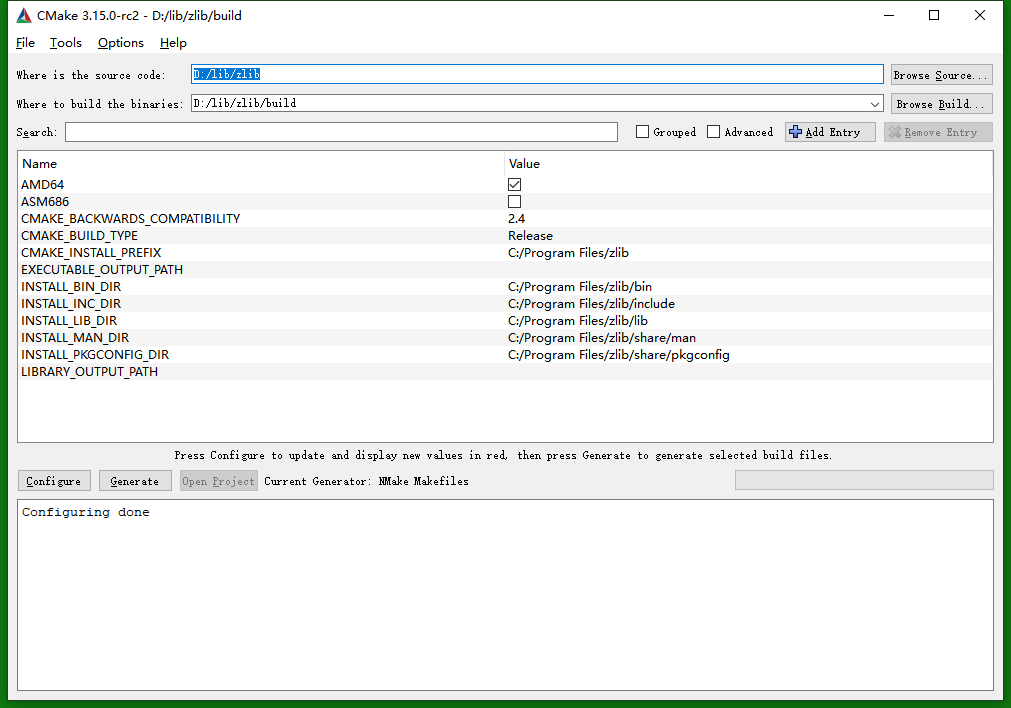 CMake 3.15.0-rc2 - D:/lib/zlib/build
File Tools Options Help
Where is the source code: D:/lib/zlib Browse Source...
Where to build the binaries: D:/lib/zlib/build Browse Build...
Search: Grouped Advanced Add Entry Remove Entry
Name Value
AMD64
ASM686
CMAKE_BACKWARDS_COMPATIBILITY 2.4
CMAKE_BUILD_TYPE Release
CMAKE_INSTALL_PREFIX C:/Program Files/zlib
EXECUTABLE_OUTPUT_PATH
INSTALL_BIN_DIR C:/Program Files/zlib/bin
INSTALL_INC_DIR C:/Program Files/zlib/include
INSTALL_LIB_DIR C:/Program Files/zlib/lib
INSTALL_MAN_DIR C:/Program Files/zlib/share/man
INSTALL_PKGCONFIG_DIR C:/Program Files/zlib/share/pkgconfig
LIBRARY_OUTPUT_PATH
Press Configure to update and display new values in red, then press Generate to generate selected build files.
Configure Generate Open Project Current Generator: NMake Makefiles
Configuring done